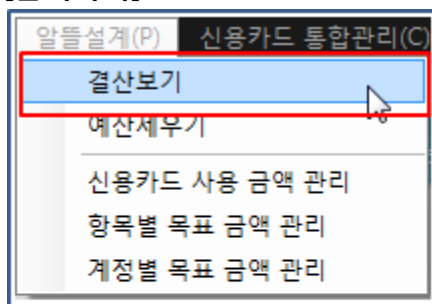 알뜰설계(P) 신용카드 통합관리(C)
결산보기
예산세우기
신용카드 사용 금액 관리
항목별 목표 금액 관리
계정별 목표 금액 관리